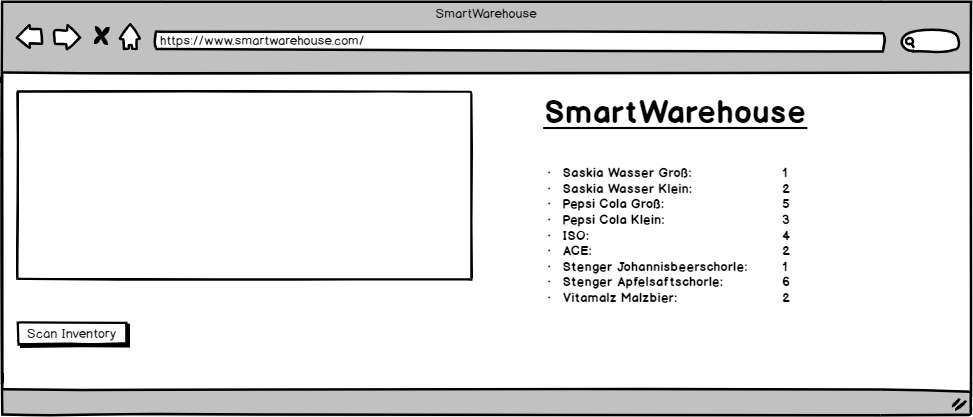 SmartWarehouse
https://www.smartwarehouse.com/
SmartWarehouse
· Saskia Wasser Groß: 1
· Saskia Wasser Klein: 2
· Pepsi Cola Groß: 5
· Pepsi Cola Klein: 3
· ISO: 4
· ACE: 2
· Stenger Johannisbeerschorle: 1
· Stenger Apfelsaftschorle: 6
· Vitamalz Malzbier: 2
Scan Inventory